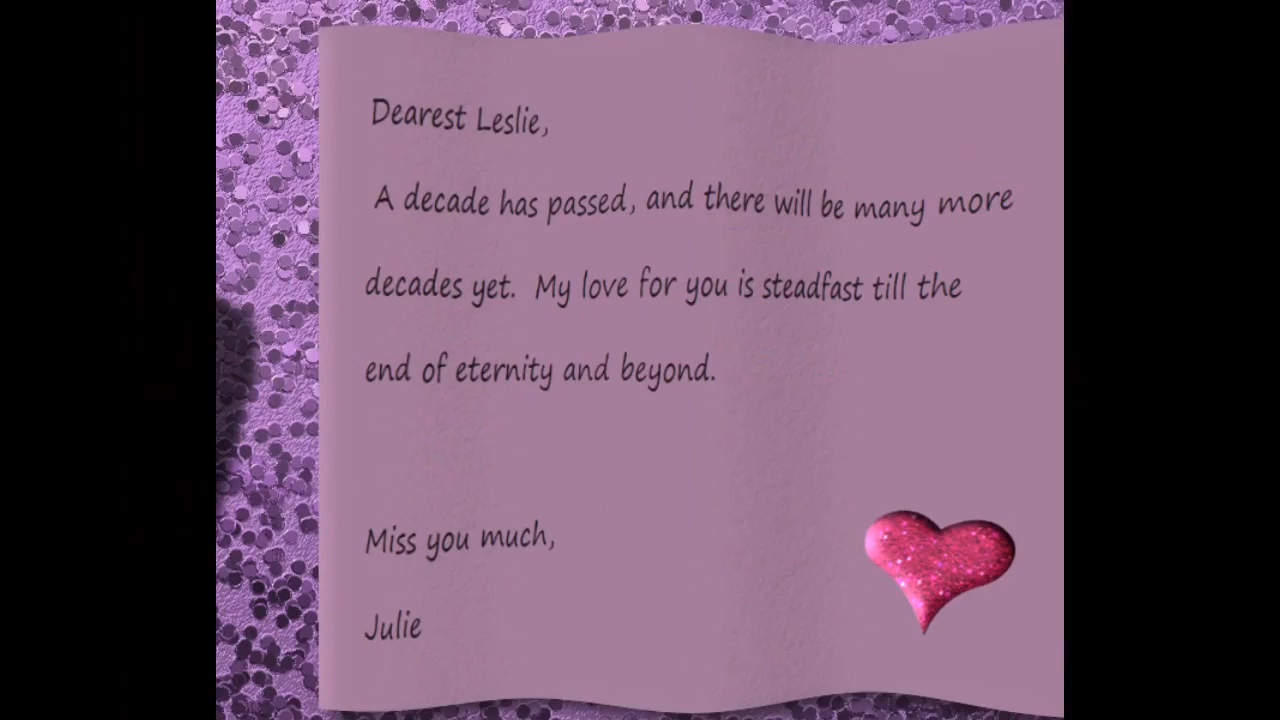 Dearest Leslie,
A decade has passed, and there will be many more
decades yet.  My love for you is steadfast till the
end of eternity and beyond.
Miss you much,
Julie